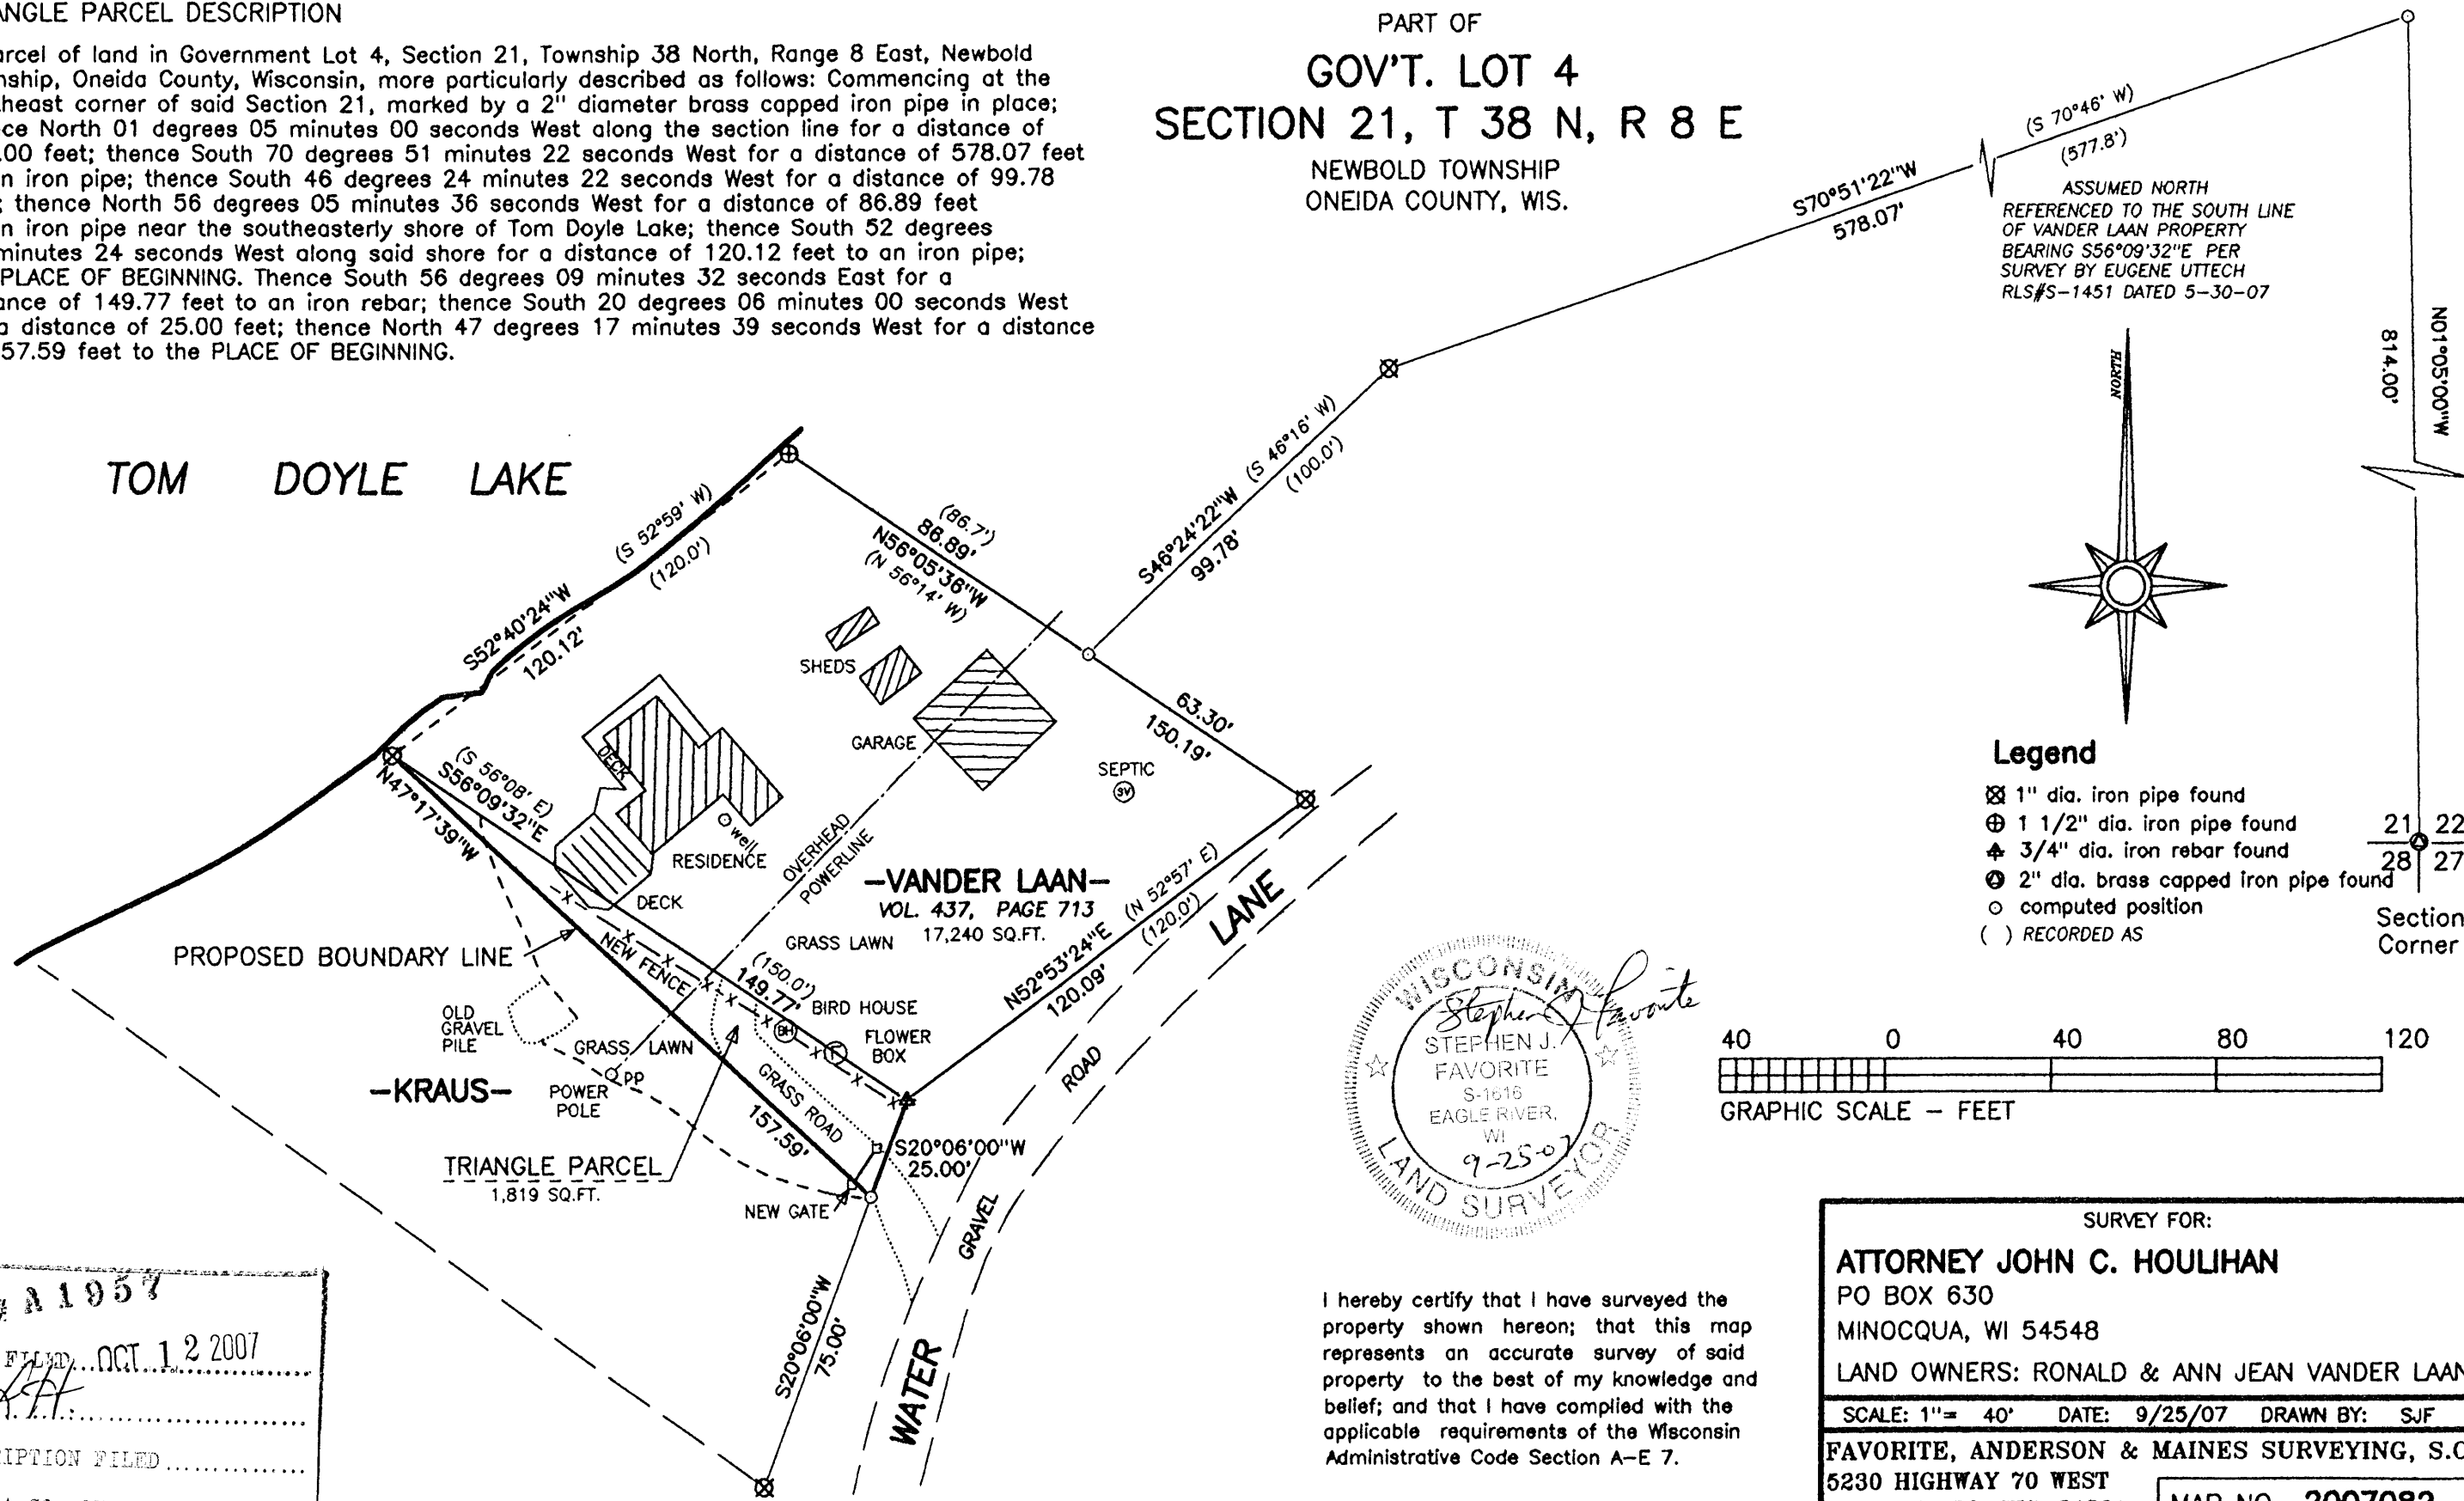 ANGLE PARCEL DESCRIPTION
arcel of land in Government Lot 4, Section 21, Township 38 North, Range 8 East, Newbold
nship, Oneida County, Wisconsin, more particularly described as follows: Commencing at the
heast corner of said Section 21, marked by a 2" diameter brass capped iron pipe in place;
ce North 01 degrees 05 minutes 00 seconds West along the section line for a distance of
.00 feet; thence South 70 degrees 51 minutes 22 seconds West for a distance of 578.07 feet
n iron pipe; thence South 46 degrees 24 minutes 22 seconds West for a distance of 99.78
; thence North 56 degrees 05 minutes 36 seconds West for a distance of 86.89 feet
n iron pipe near the southeasterly shore of Tom Doyle Lake; thence South 52 degrees
minutes 24 seconds West along said shore for a distance of 120.12 feet to an iron pipe;
PLACE OF BEGINNING. Thence South 56 degrees 09 minutes 32 seconds East for a
ance of 149.77 feet to an iron rebar; thence South 20 degrees 06 minutes 00 seconds West
a distance of 25.00 feet; thence North 47 degrees 17 minutes 39 seconds West for a distance
57.59 feet to the PLACE OF BEGINNING.
PART OF
GOV'T. LOT 4
SECTION 21, T 38 N, R 8 E
NEWBOLD TOWNSHIP
ONEIDA COUNTY, WIS.
(S 70°46' W)
(577.8')
S70°51'22"W
578.07'
ASSUMED NORTH
REFERENCED TO THE SOUTH LINE
OF VANDER LAAN PROPERTY
BEARING S56°09'32"E PER
SURVEY BY EUGENE UTTECH
RLS#S-1451 DATED 5-30-07
N01°05'00"W
814.00'
NORTH
TOM DOYLE LAKE
(S 46°16' W)
(100.0')
S46°24'22"W
99.78'
(S 52°59' W)
(120.0')
S52°40'24"W
120.12'
(86.7')
86.89'
N56°05'36"W
(N 56°14' W)
63.30'
150.19'
SHEDS
GARAGE
SEPTIC
SV
DECK
well
RESIDENCE
DECK
OVERHEAD
POWERLINE
(S 56°08' E)
S56°09'32"E
N47°17'39"W
-VANDER LAAN-
VOL. 437, PAGE 713
17,240 SQ.FT.
GRASS LAWN
(N 52°57' E)
(120.0')
N52°53'24"E
120.09'
PROPOSED BOUNDARY LINE
NEW FENCE
(150.0')
149.77'
BIRD HOUSE
BH
FLOWER
BOX
F
OLD
GRAVEL
PILE
GRASS LAWN
PP
POWER
POLE
-KRAUS-
GRASS ROAD
157.59'
TRIANGLE PARCEL
1,819 SQ.FT.
S20°06'00"W
25.00'
NEW GATE
S20°06'00"W
75.00'
WATER
LANE
GRAVEL
ROAD
Legend
1" dia. iron pipe found
1 1/2" dia. iron pipe found
3/4" dia. iron rebar found
2" dia. brass capped iron pipe found
computed position
( ) RECORDED AS
21 22
28 27
Section
Corner
WISCONSIN
Stephen J Favorite
STEPHEN J.
FAVORITE
S-1616
EAGLE RIVER,
WI
9-25-07
LAND SURVEYOR
40 0 40 80 120
GRAPHIC SCALE - FEET
I hereby certify that I have surveyed the
property shown hereon; that this map
represents an accurate survey of said
property to the best of my knowledge and
belief; and that I have complied with the
applicable requirements of the Wisconsin
Administrative Code Section A-E 7.
SURVEY FOR:
ATTORNEY JOHN C. HOULIHAN
PO BOX 630
MINOCQUA, WI 54548
LAND OWNERS: RONALD & ANN JEAN VANDER LAAN
SCALE: 1"= 40' DATE: 9/25/07 DRAWN BY: SJF
FAVORITE, ANDERSON & MAINES SURVEYING, S.C
5230 HIGHWAY 70 WEST
MAP NO. 2007082
# A1957
FILED...OCT. 12 2007
IPTION FILED